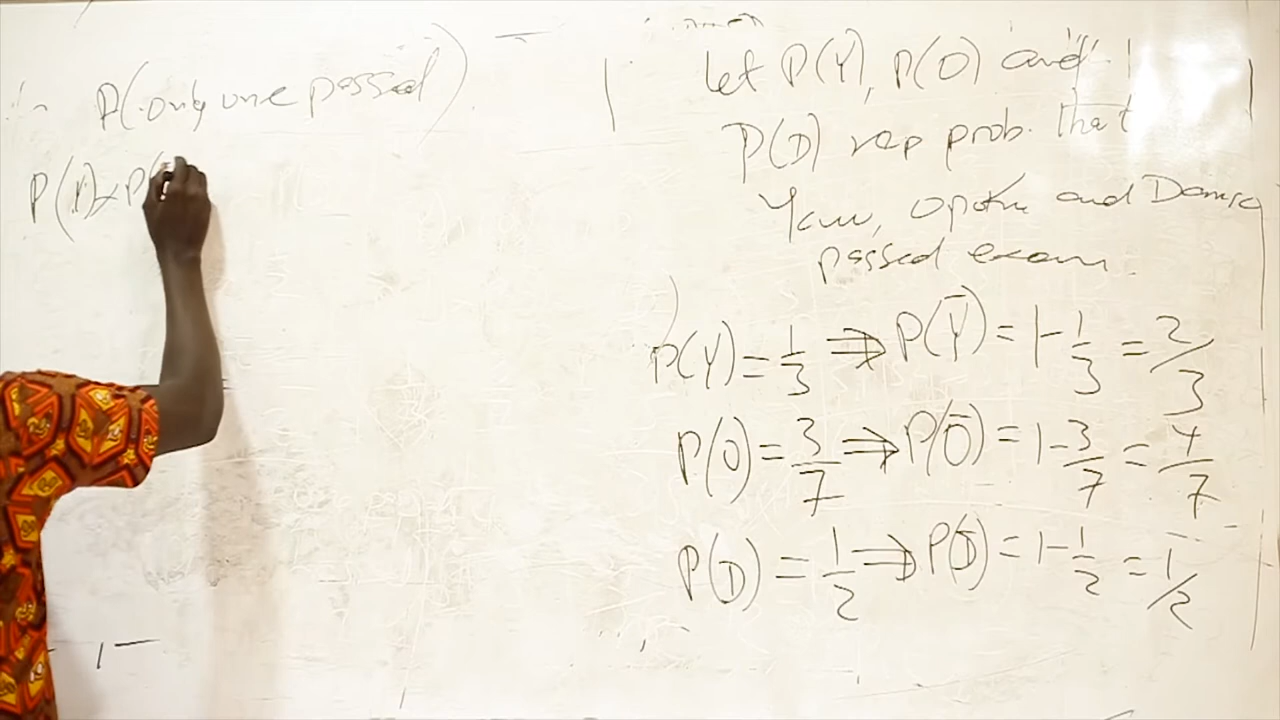 P(only one passed)
P(Y) x P(
let P(Y), P(O) and
P(D) rep prob. that
Yaw, Opoku and
passed exam.
P(Y) = 1/3 ⇒ P(Ȳ) = 1 - 1/3 = 2/3
P(O) = 3/7 ⇒ P(Ō) = 1 - 3/7 = 4/7
P(D) = 1/2 ⇒ P(D̄) = 1 - 1/2 = 1/2